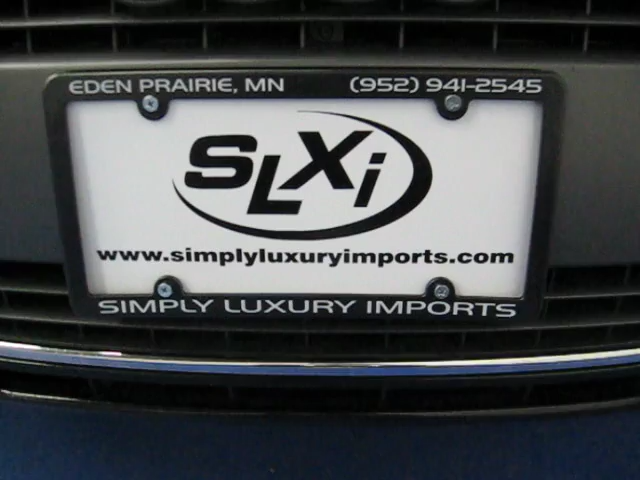 EDEN PRAIRIE, MN (952) 941-2545
SLXi
www.simplyluxuryimports.com
SIMPLY LUXURY IMPORTS